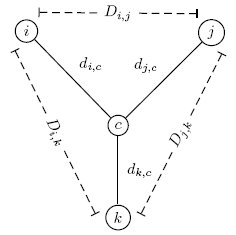 D_{i,j}
i
j
d_{i,c}
d_{j,c}
c
D_{i,k}
D_{j,k}
d_{k,c}
k